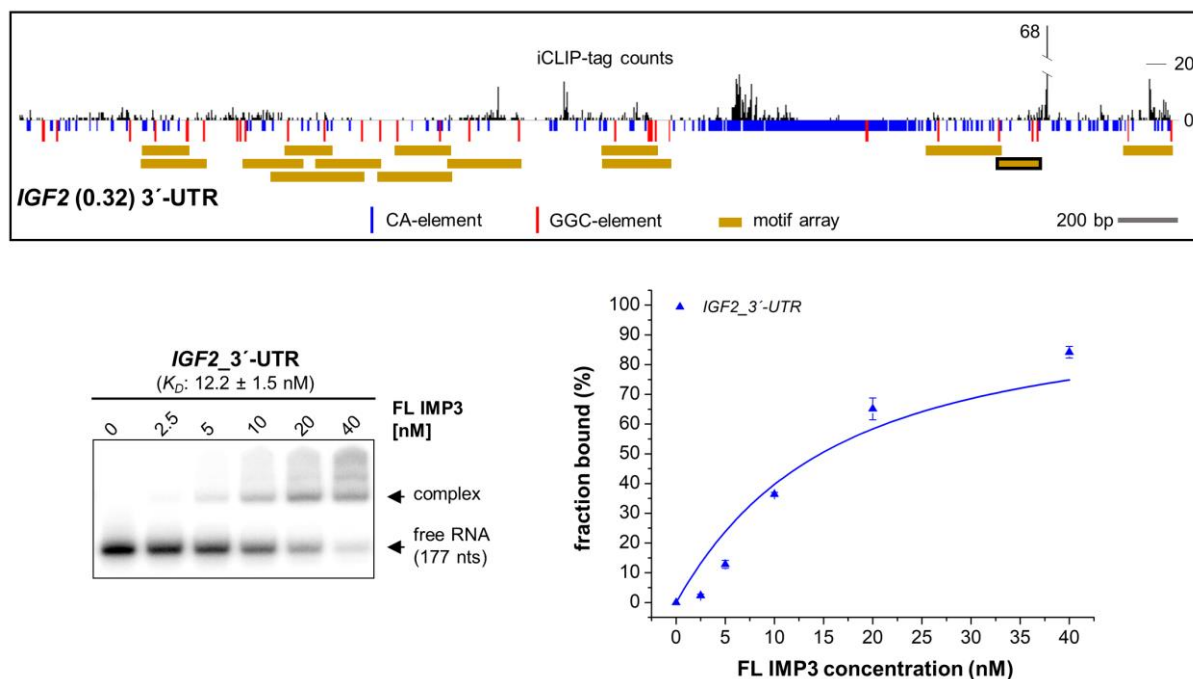 68
iCLIP-tag counts
20
0
IGF2 (0.32) 3´-UTR
CA-element
GGC-element
motif array
200 bp
IGF2_3´-UTR
(KD: 12.2 ± 1.5 nM)
0 2.5 5 10 20 40
FL IMP3
[nM]
complex
free RNA
(177 nts)
IGF2_3´-UTR
fraction bound (%)
100
90
80
70
60
50
40
30
20
10
0
0 5 10 15 20 25 30 35 40
FL IMP3 concentration (nM)